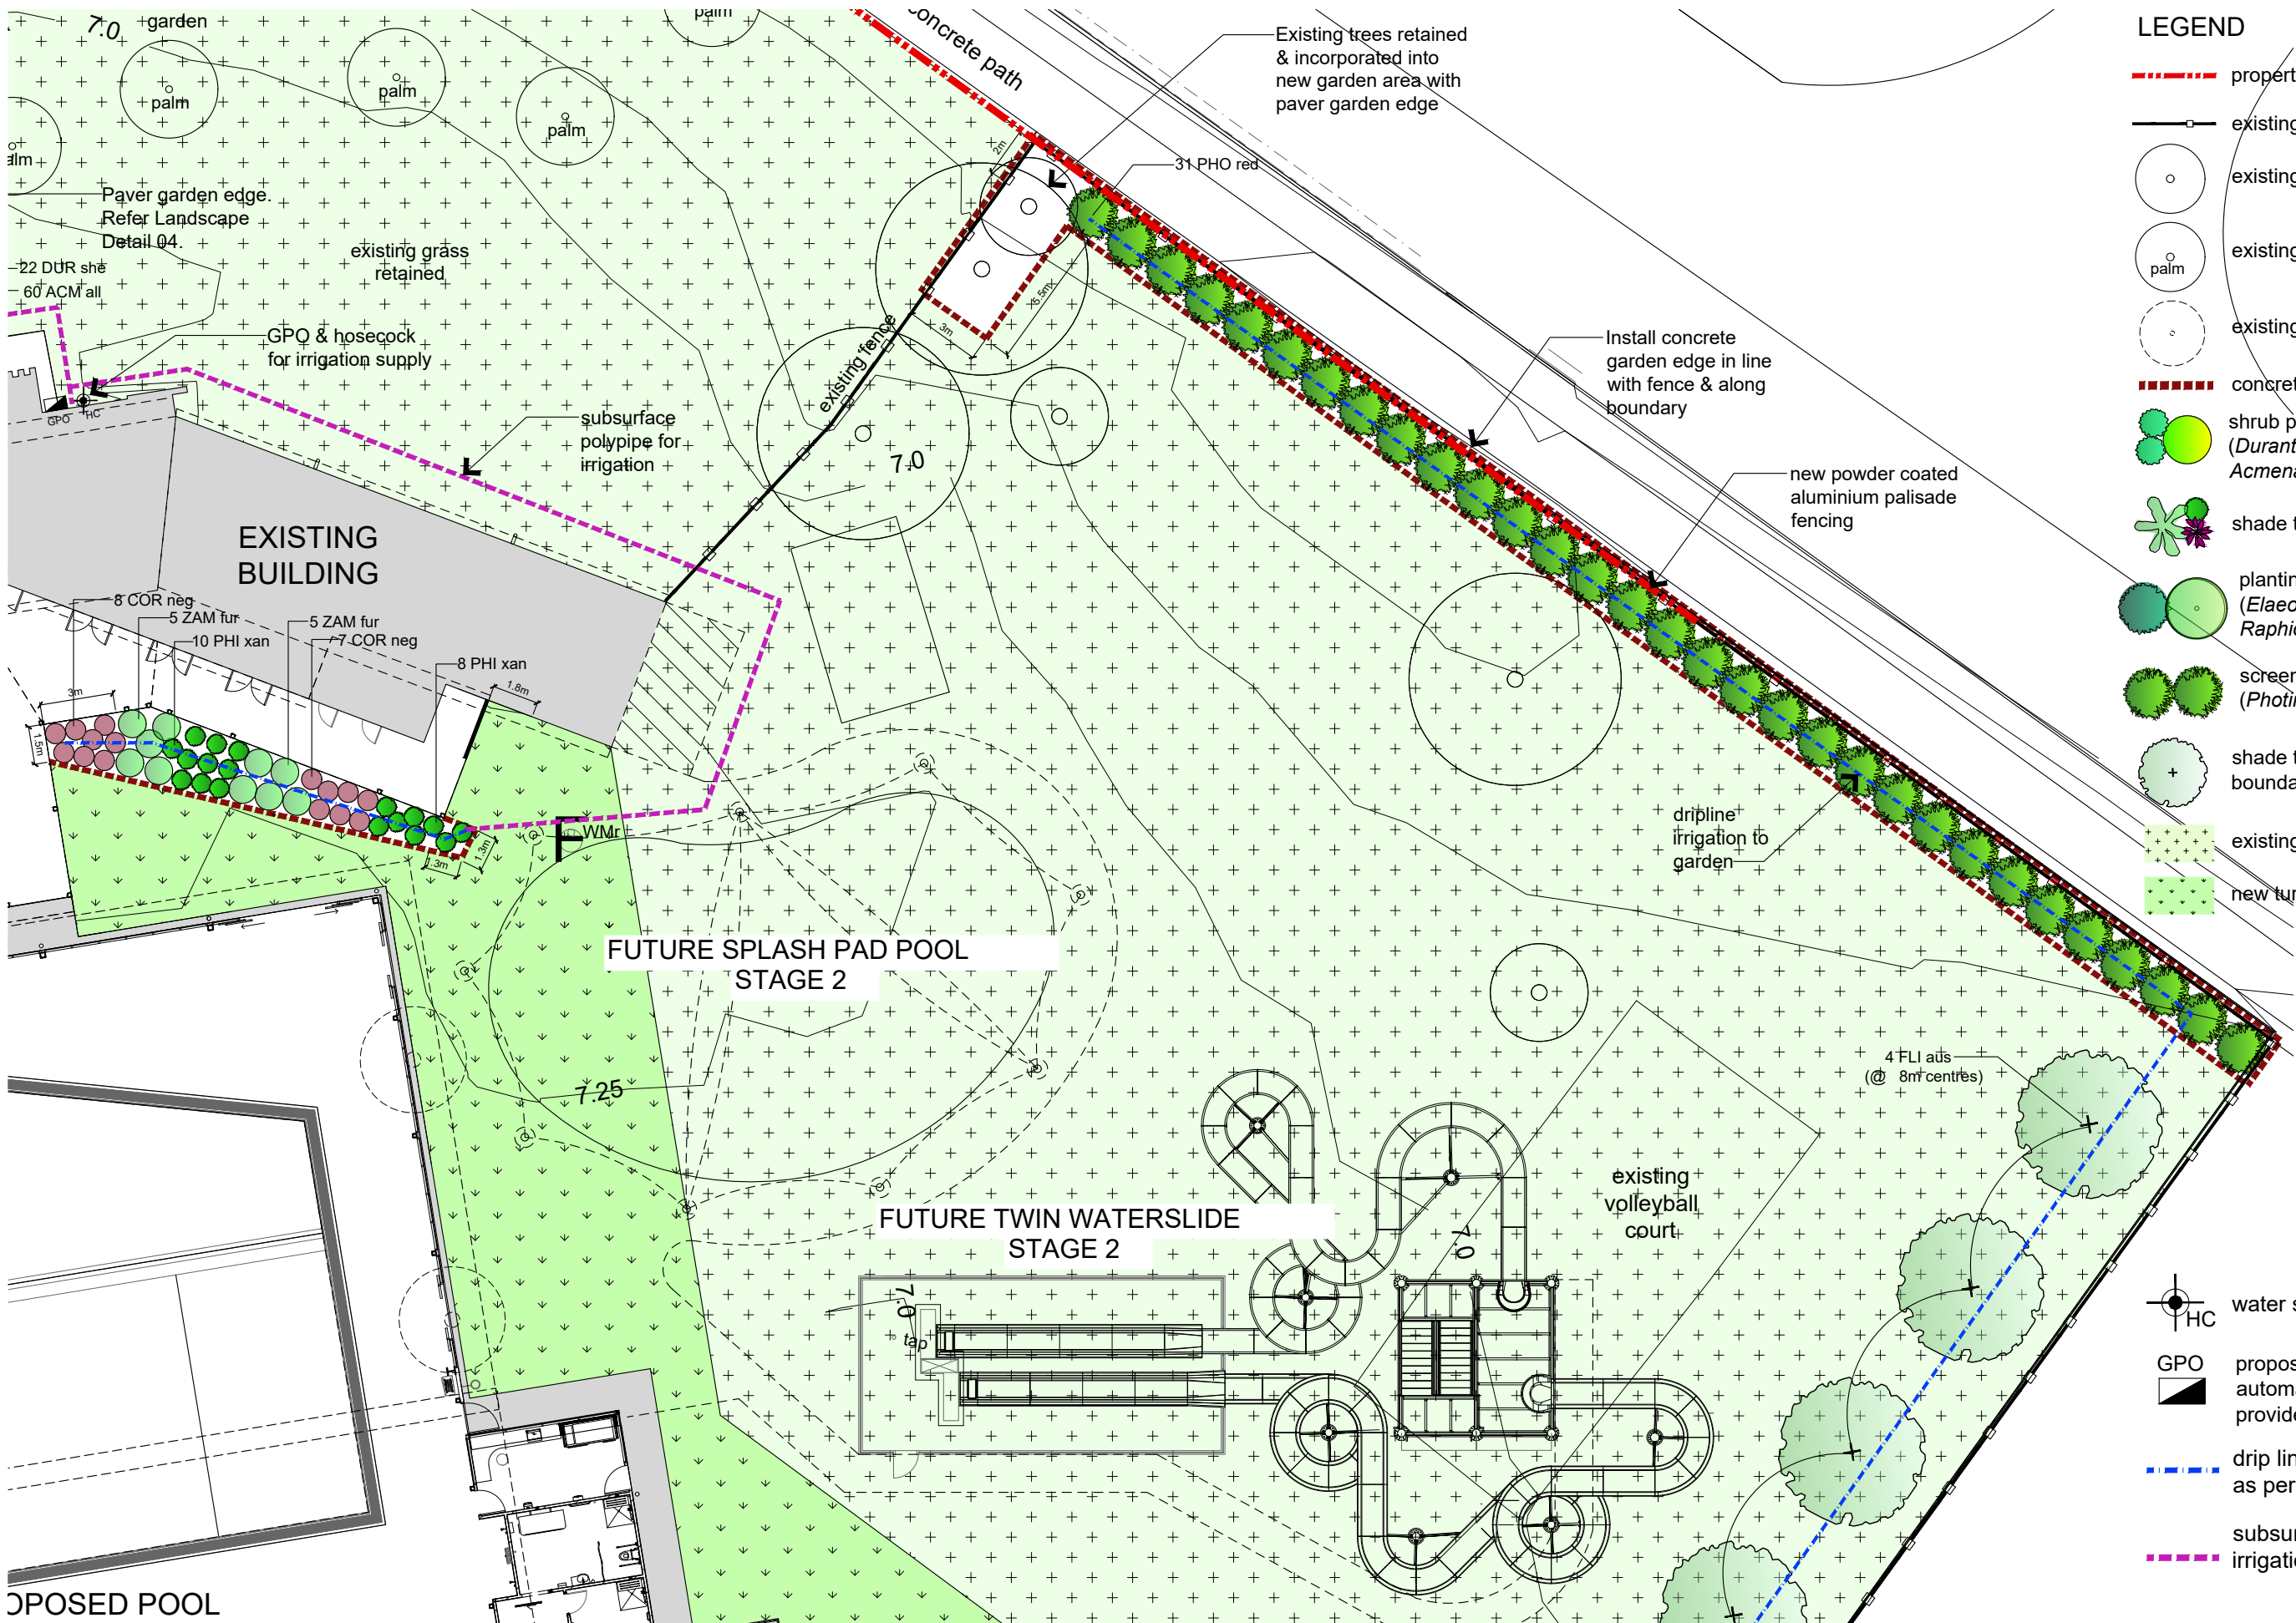 garden
7.0
palm
palm
palm
palm
alm
concrete path
Existing trees retained
& incorporated into
new garden area with
paver garden edge
2m
31 PHO red
Paver garden edge.
Refer Landscape
Detail 04.
existing grass
retained
22 DUR she
60 ACM all
GPO & hosecock
for irrigation supply
GPO
HC
existing fence
5.5m
3m
subsurface
polypipe for
irrigation
7.0
Install concrete
garden edge in line
with fence & along
boundary
new powder coated
aluminium palisade
fencing
EXISTING
BUILDING
8 COR neg
5 ZAM fur
10 PHI xan
5 ZAM fur
7 COR neg
8 PHI xan
3m
1.8m
1.5m
1.3m
1.3m
WMr
dripline
irrigation to
garden
FUTURE SPLASH PAD POOL
STAGE 2
7.25
4 FLI aus
(@ 8m centres)
existing
volleyball
court
FUTURE TWIN WATERSLIDE
STAGE 2
7.0
7.0
tap
OPOSED POOL
LEGEND
propert
existing
existing
existing
palm
existing
concret
shrub p
(Durant
Acmena
shade t
plantin
(Elaeo
Raphio
screen
(Photin
shade t
bounda
existing
new tur
HC
water s
GPO
propos
autom
provide
drip lin
as per
subsur
irrigatio